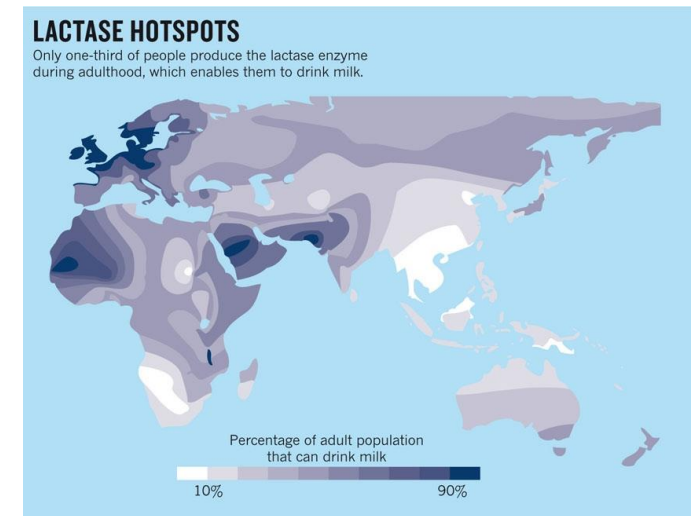 LACTASE HOTSPOTS
Only one-third of people produce the lactase enzyme
during adulthood, which enables them to drink milk.
Percentage of adult population
that can drink milk
10% 90%